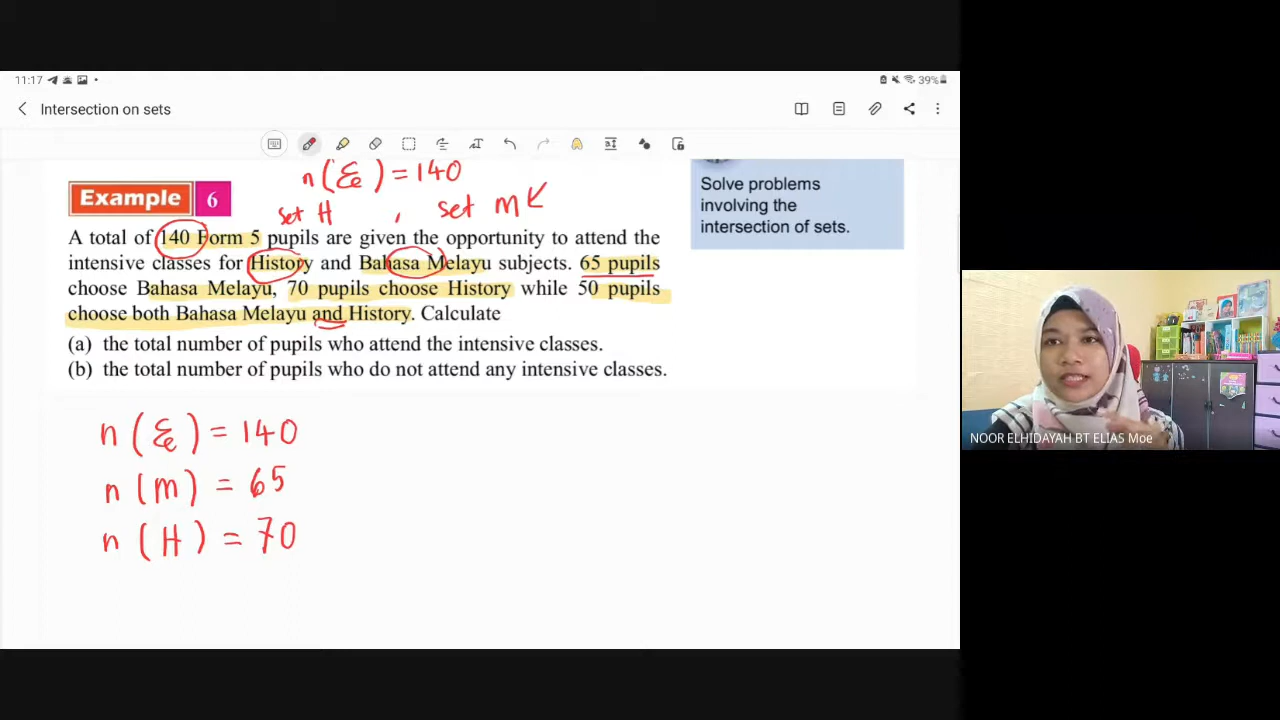 11:17
39%
Intersection on sets
n(ξ) = 140
Example 6
set H , set M
Solve problems
involving the
intersection of sets.
A total of 140 Form 5 pupils are given the opportunity to attend the
intensive classes for History and Bahasa Melayu subjects. 65 pupils
choose Bahasa Melayu, 70 pupils choose History while 50 pupils
choose both Bahasa Melayu and History. Calculate
(a) the total number of pupils who attend the intensive classes.
(b) the total number of pupils who do not attend any intensive classes.
n(ξ) = 140
n(M) = 65
n(H) = 70
NOOR ELHIDAYAH BT ELIAS Moe